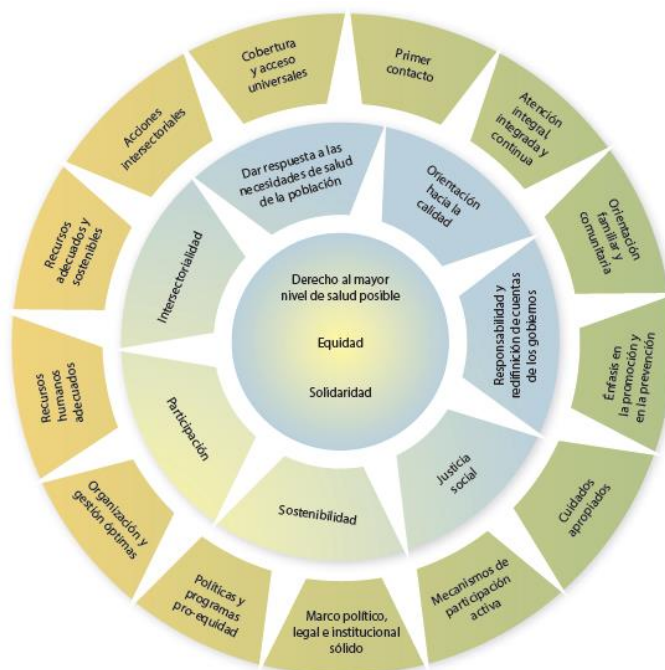 Cobertura
y acceso
universales
Primer
contacto
Atención
integral,
integrada y
continua
Orientación
familiar y
comunitaria
Énfasis en
la promoción y
en la prevención
Cuidados
apropiados
Mecanismos de
participación
activa
Marco político,
legal e institucional
sólido
Políticas y
programas
pro-equidad
Organización y
gestión óptimas
Recursos
humanos
adecuados
Recursos
adecuados y
sostenibles
Acciones
intersectoriales
Dar respuesta a las
necesidades de salud
de la población
Orientación
hacia la
calidad
Responsabilidad y
redifinición de cuentas
de los gobiernos
Justicia
social
Sostenibilidad
Participación
Intersectorialidad
Derecho al mayor
nivel de salud posible
Equidad
Solidaridad